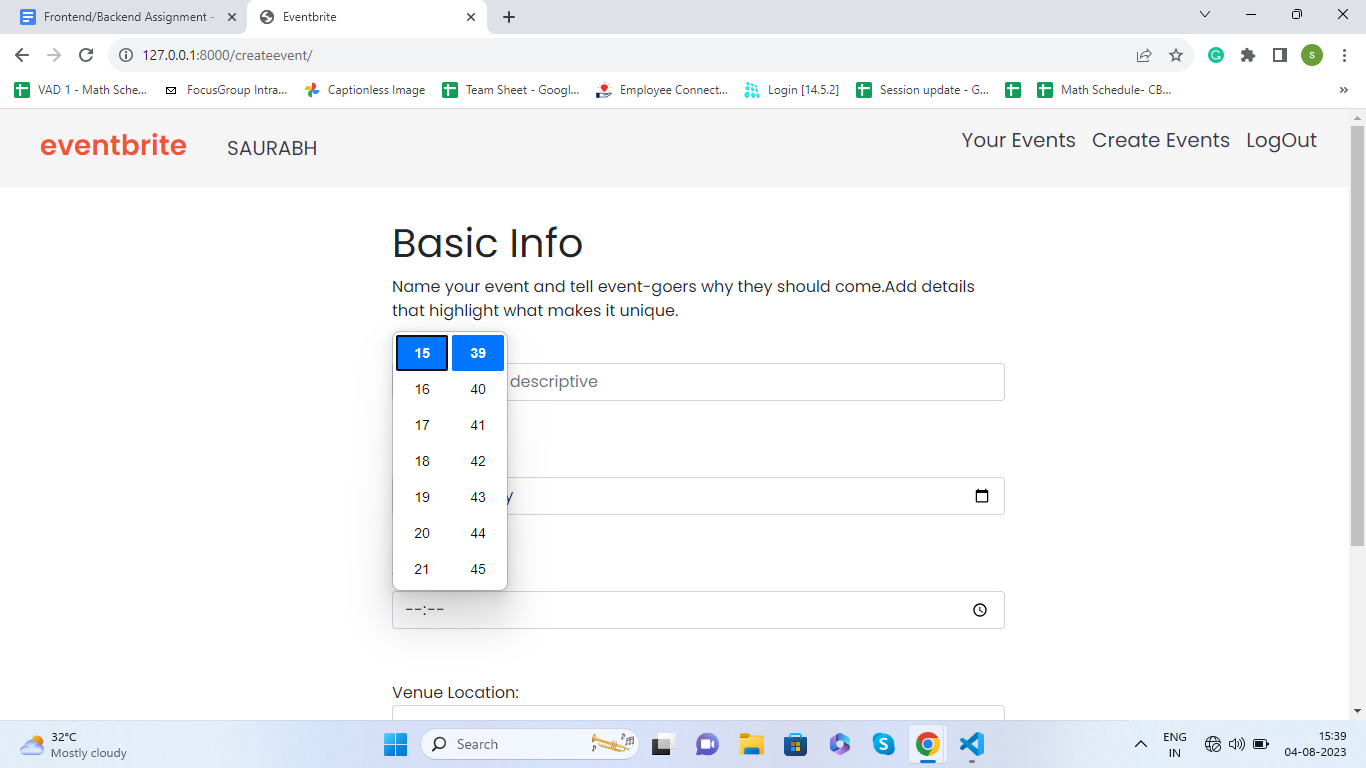 Frontend/Backend Assignment -
Eventbrite
127.0.0.1:8000/createevent/
S
VAD 1 - Math Sche...
FocusGroup Intra...
Captionless Image
Team Sheet - Googl...
Employee Connect...
Login [14.5.2]
Session update - G...
Math Schedule- CB...
»
eventbrite
SAURABH
Your Events
Create Events
LogOut
Basic Info
Name your event and tell event-goers why they should come.Add details
that highlight what makes it unique.
15 39
16 40
17 41
18 42
19 43
20 44
21 45
descriptive
y
--:--
Venue Location:
32°C
Mostly cloudy
Search
ENG
IN
15:39
04-08-2023